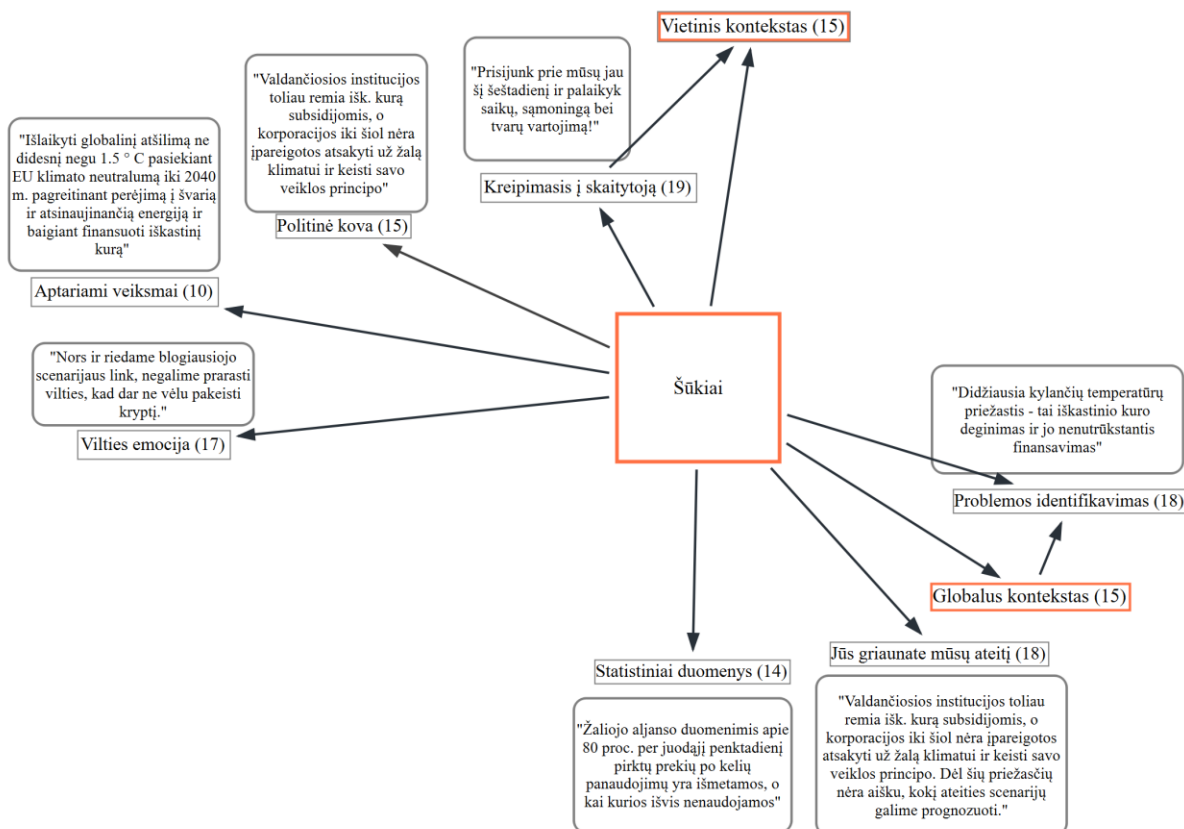 Vietinis kontekstas (15)
"Prisijunk prie mūsų jau
šį šeštadienį ir palaikyk
saikų, sąmoningą bei
tvarų vartojimą!"
Kreipimasis į skaitytoją (19)
"Valdančiosios institucijos
toliau remia išk. kurą
subsidijomis, o
korporacijos iki šiol nėra
įpareigotos atsakyti už žalą
klimatui ir keisti savo
veiklos principo"
Politinė kova (15)
"Išlaikyti globalinį atšilimą ne
didesnį negu 1.5 ° C pasiekiant
EU klimato neutralumą iki 2040
m. pagreitinant perėjimą į švarią
ir atsinaujinančią energiją ir
baigiant finansuoti iškastinį
kurą"
Aptariami veiksmai (10)
"Nors ir riedame blogiausiojo
scenarijaus link, negalime prarasti
vilties, kad dar ne vėlu pakeisti
kryptį."
Vilties emocija (17)
Šūkiai
"Didžiausia kylančių temperatūrų
priežastis - tai iškastinio kuro
deginimas ir jo nenutrūkstantis
finansavimas"
Problemos identifikavimas (18)
Globalus kontekstas (15)
Jūs griaunate mūsų ateitį (18)
"Valdančiosios institucijos toliau
remia išk. kurą subsidijomis, o
korporacijos iki šiol nėra įpareigotos
atsakyti už žalą klimatui ir keisti savo
veiklos principo. Dėl šių priežasčių
nėra aišku, kokį ateities scenarijų
galime prognozuoti."
Statistiniai duomenys (14)
"Žaliojo aljanso duomenimis apie
80 proc. per juodąjį penktadienį
pirktų prekių po kelių
panaudojimų yra išmetamos, o
kai kurios išvis nenaudojamos"